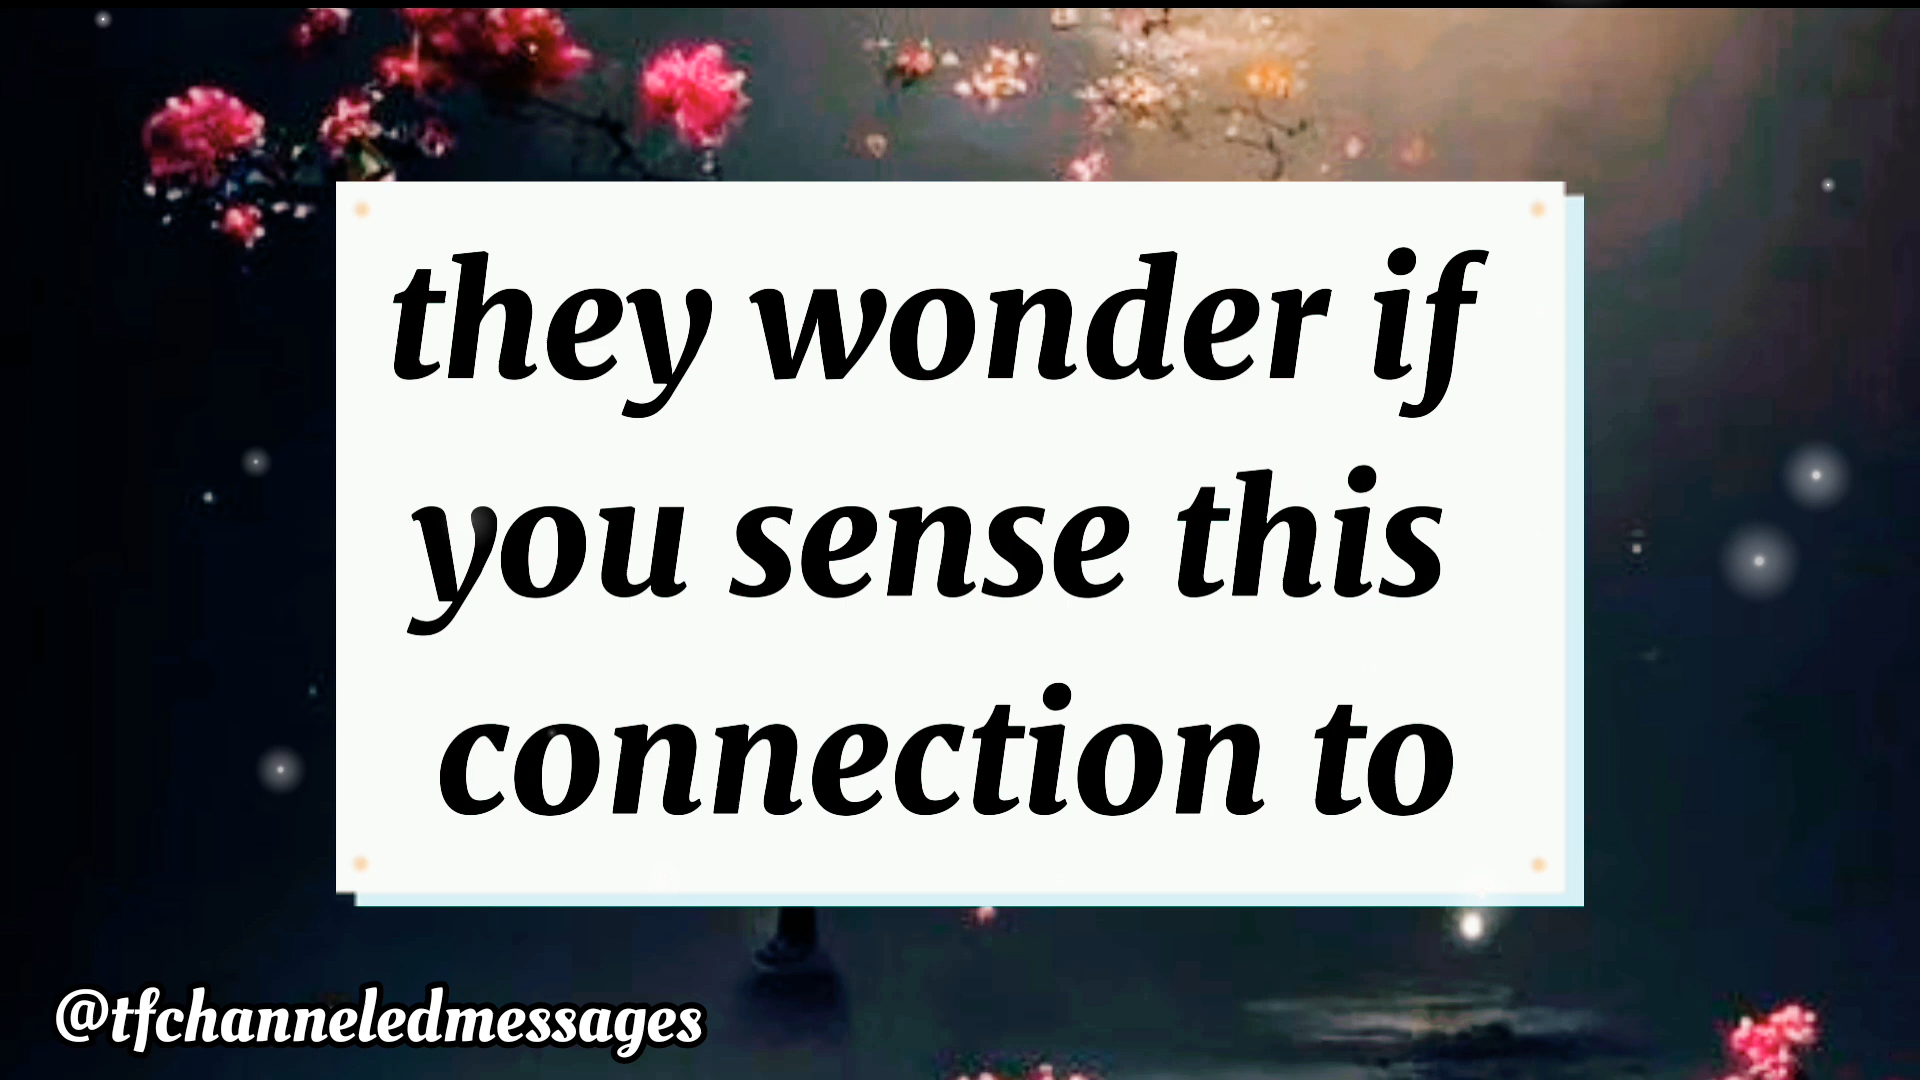 they wonder if
you sense this
connection to
@tfchanneledmessages